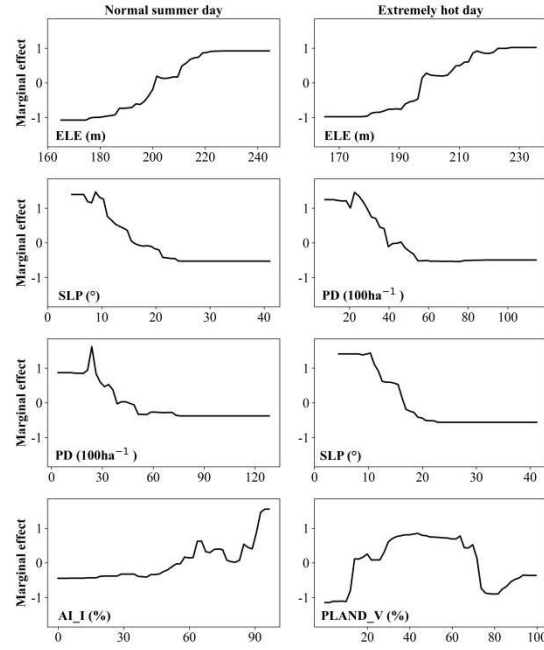 Normal summer day
Extremely hot day
Marginal effect
1
0
-1
ELE (m)
160 180 200 220 240
1
0
-1
ELE (m)
180 200 220
Marginal effect
1
0
-1
SLP (°)
0 10 20 30 40
1
0
-1
PD (100ha⁻¹)
20 40 60 80 100
Marginal effect
1
0
-1
PD (100ha⁻¹)
0 30 60 90 120
1
0
-1
SLP (°)
0 10 20 30 40
Marginal effect
1
0
-1
AI_I (%)
0 30 60 90
1
0
-1
PLAND_V (%)
20 40 60 80 100